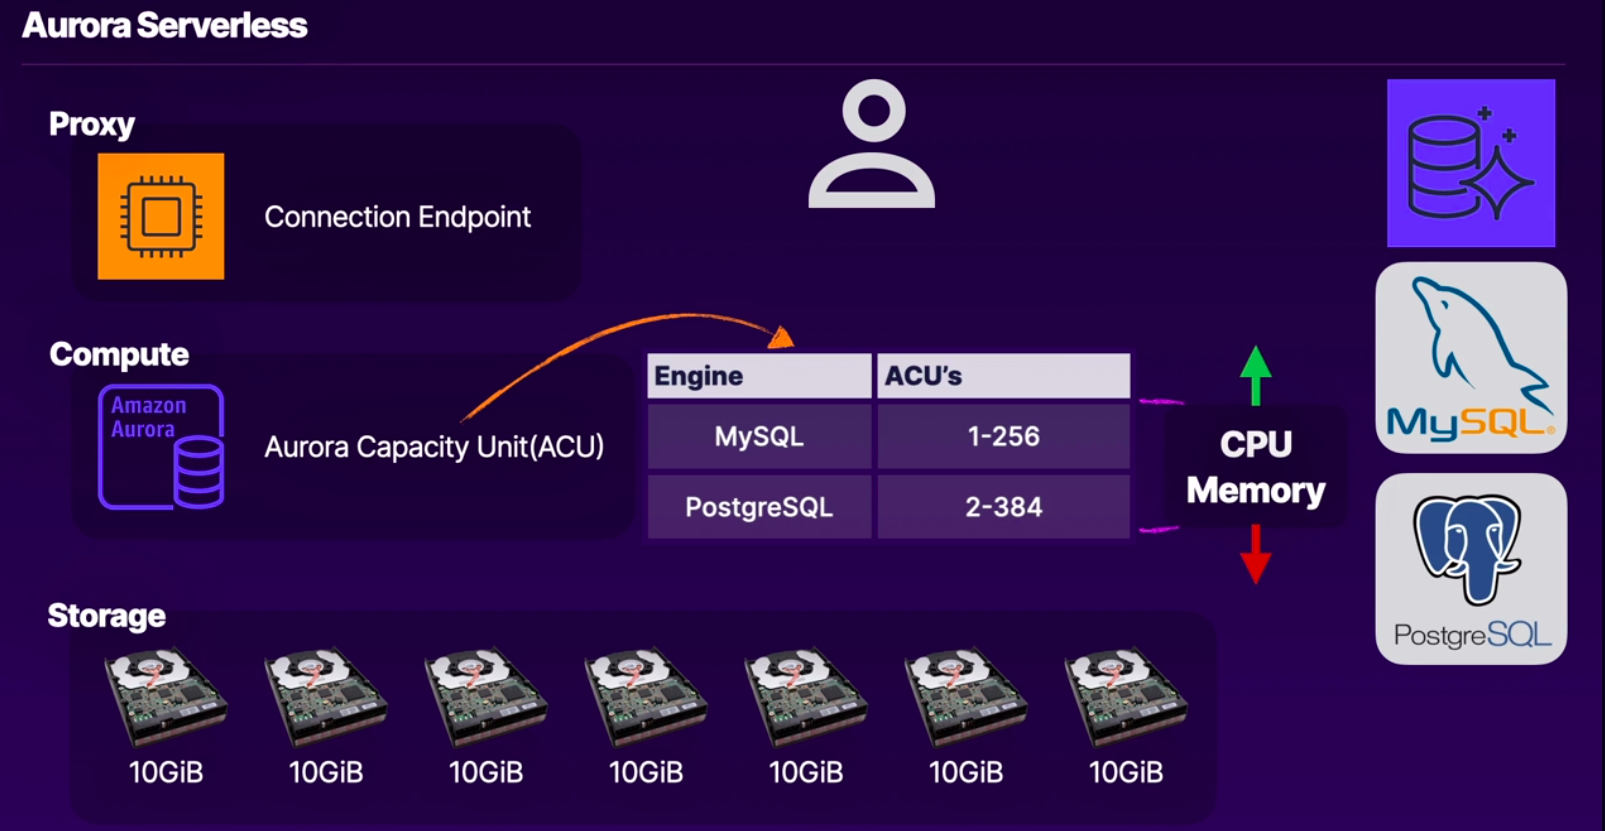 Aurora Serverless
Proxy
Connection Endpoint
Compute
Amazon
Aurora
Aurora Capacity Unit(ACU)
Engine
ACU's
MySQL
1-256
PostgreSQL
2-384
CPU
Memory
MySQL®
PostgreSQL
Storage
10GiB
10GiB
10GiB
10GiB
10GiB
10GiB
10GiB